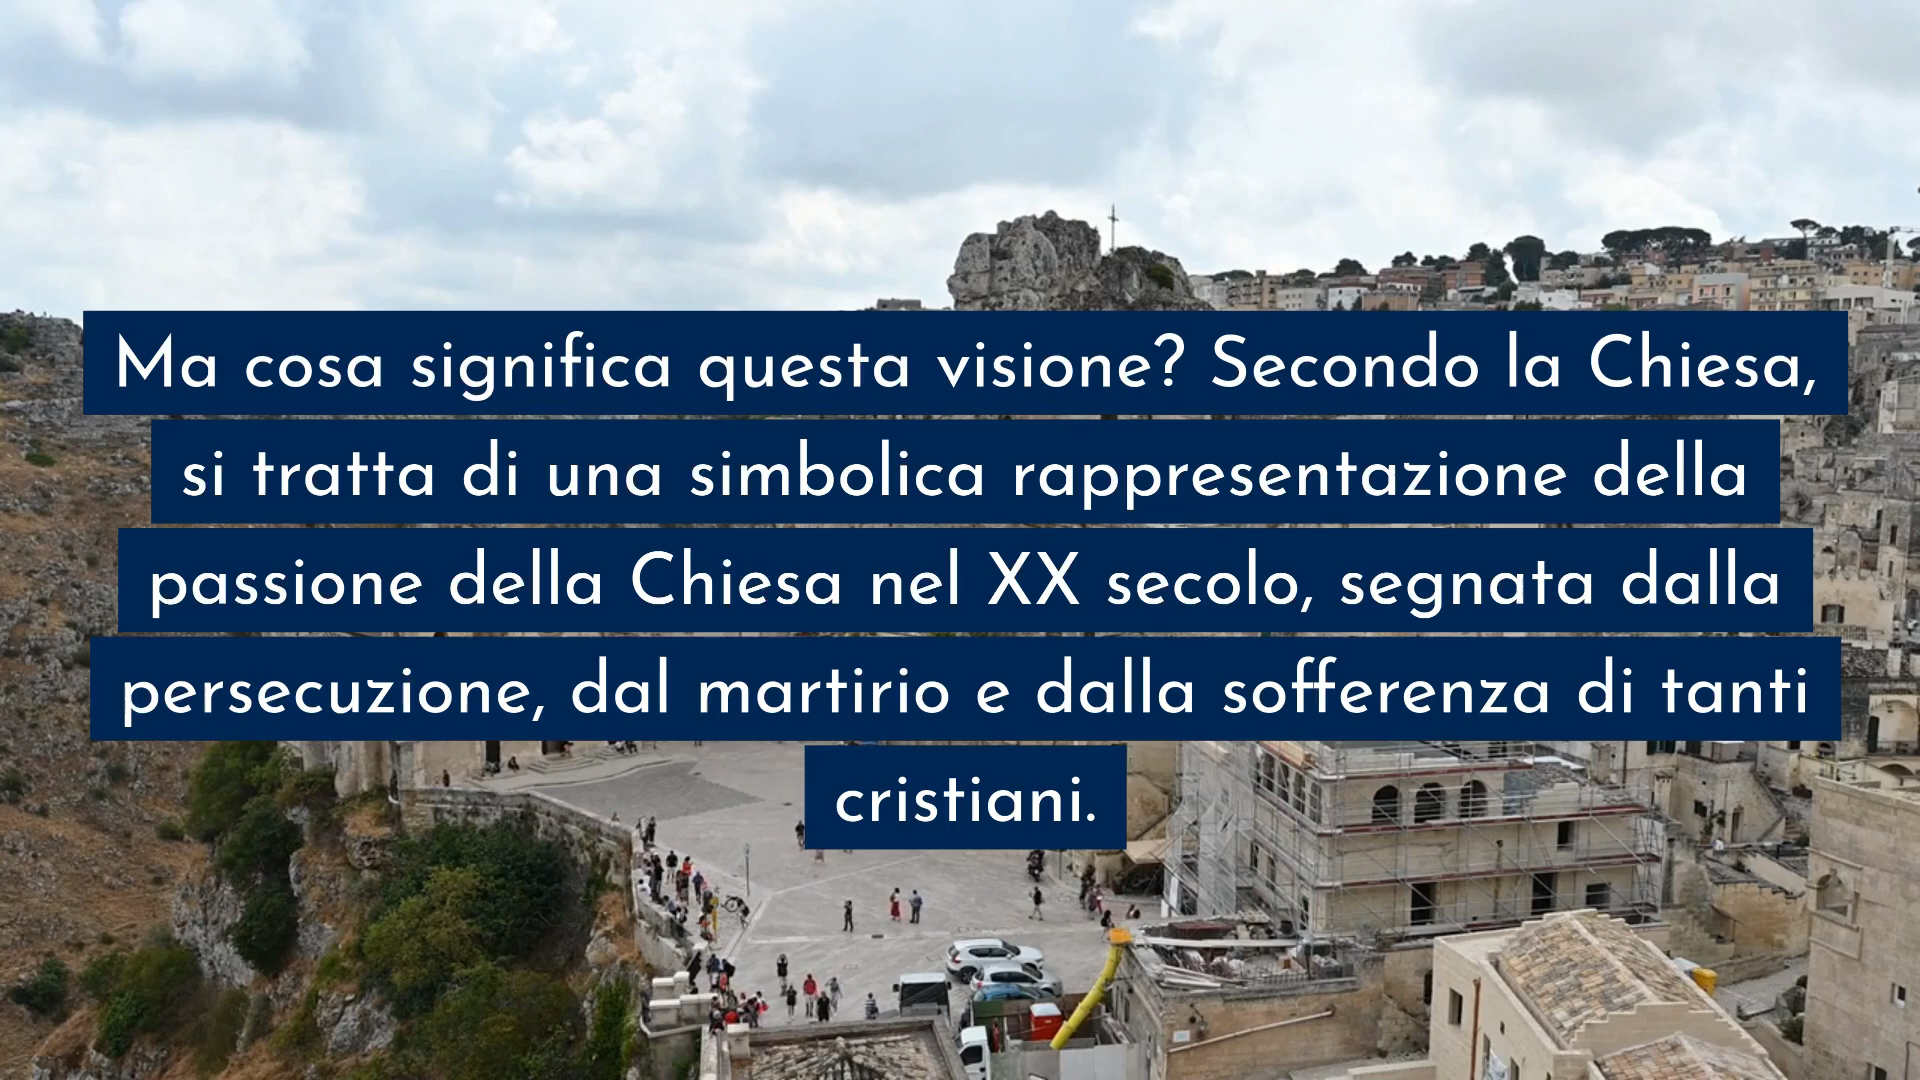 Ma cosa significa questa visione? Secondo la Chiesa,
si tratta di una simbolica rappresentazione della
passione della Chiesa nel XX secolo, segnata dalla
persecuzione, dal martirio e dalla sofferenza di tanti
cristiani.